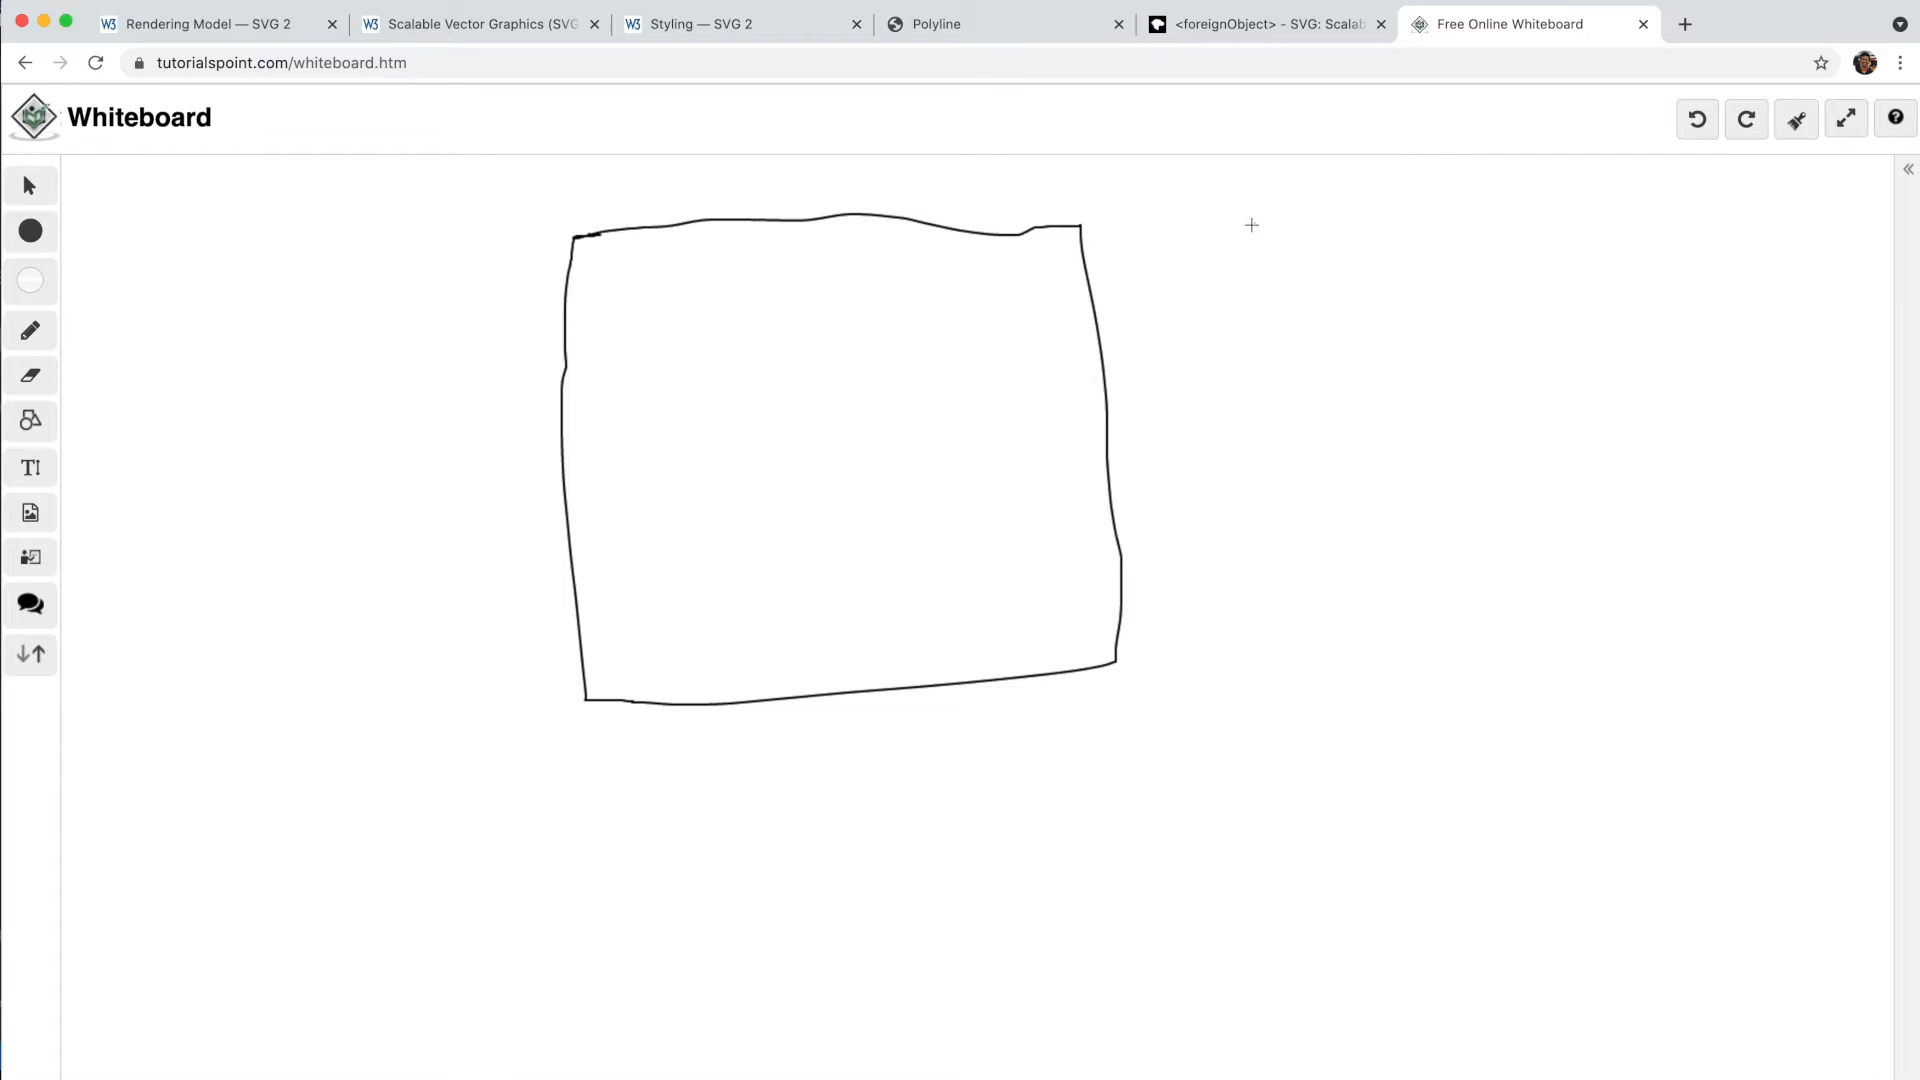 Rendering Model — SVG 2
Scalable Vector Graphics (SVG
Styling — SVG 2
Polyline
<foreignObject> - SVG: Scalab
Free Online Whiteboard
tutorialspoint.com/whiteboard.htm
Whiteboard